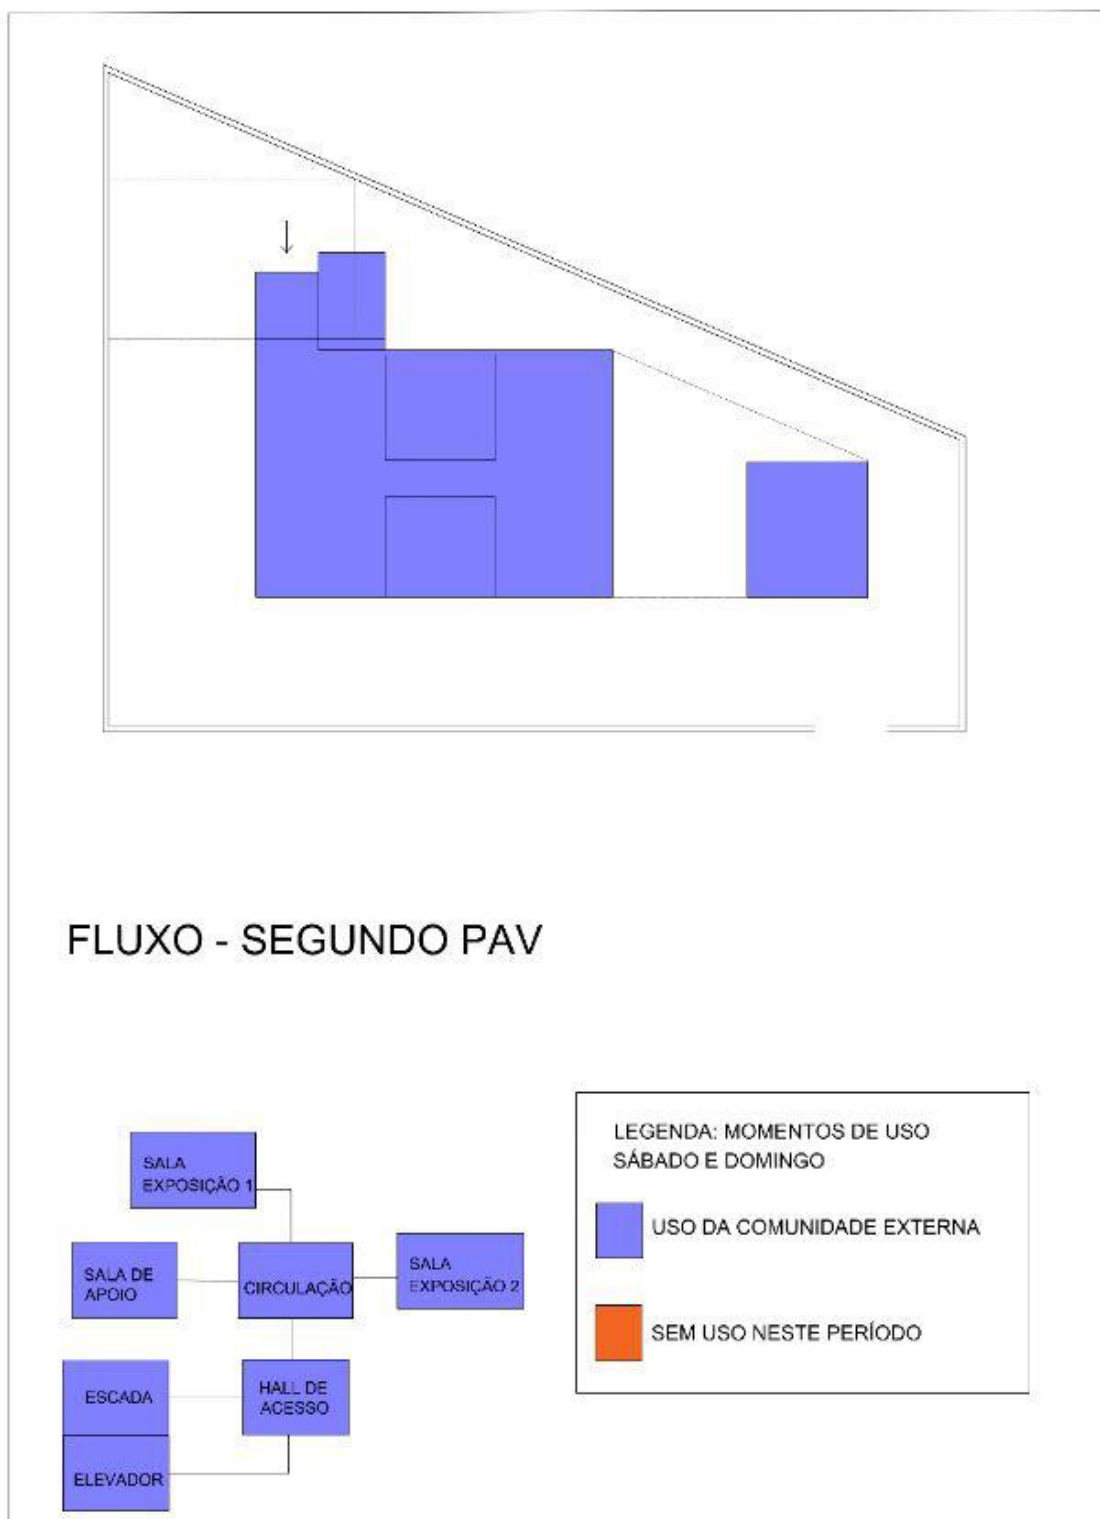 FLUXO - SEGUNDO PAV
LEGENDA: MOMENTOS DE USO
SÁBADO E DOMINGO
USO DA COMUNIDADE EXTERNA
SEM USO NESTE PERÍODO
SALA
EXPOSIÇÃO 1
SALA DE
APOIO
CIRCULAÇÃO
SALA
EXPOSIÇÃO 2
ESCADA
HALL DE
ACESSO
ELEVADOR